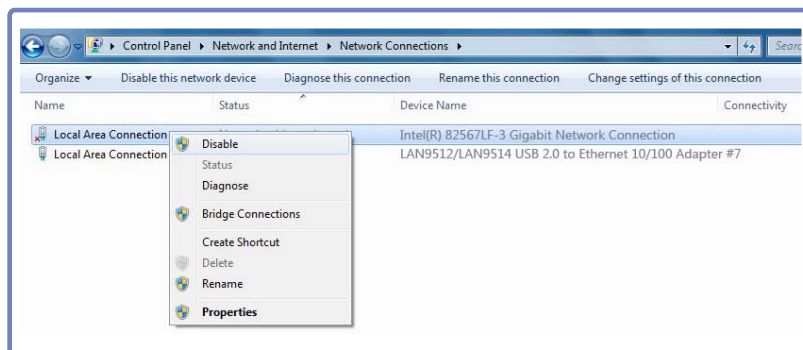 Control Panel ▸ Network and Internet ▸ Network Connections ▸
Organize ▾ Disable this network device Diagnose this connection Rename this connection Change settings of this connection
Name Status Device Name Connectivity
Local Area Connection Intel(R) 82567LF-3 Gigabit Network Connection
Local Area Connection LAN9512/LAN9514 USB 2.0 to Ethernet 10/100 Adapter #7
Disable
Status
Diagnose
Bridge Connections
Create Shortcut
Delete
Rename
Properties